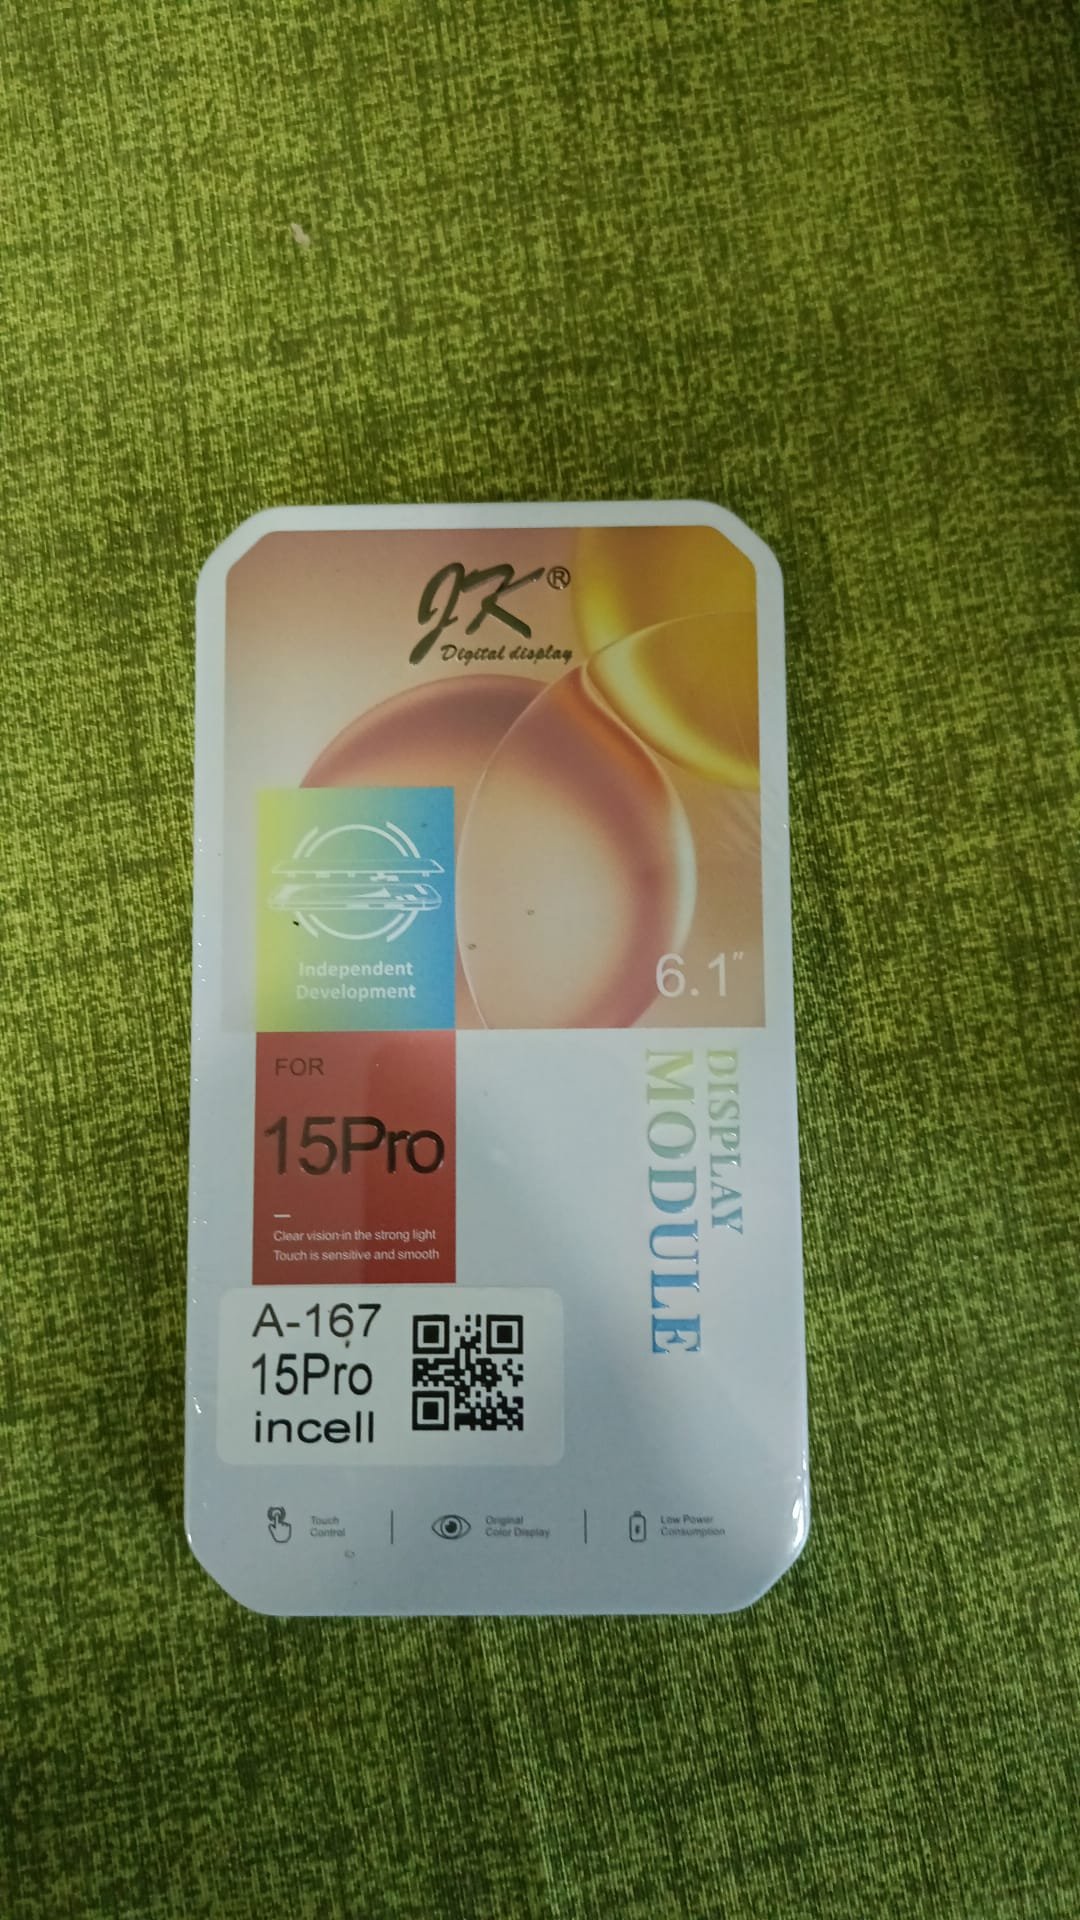 JK®
Digital display
Independent
Development
6.1"
FOR
15Pro
Clear vision·in the strong light
Touch is sensitive and smooth
DISPLAY
MODULE
A-167
15Pro
incell
Touch
Control
Original
Color Display
Low Power
Consumption